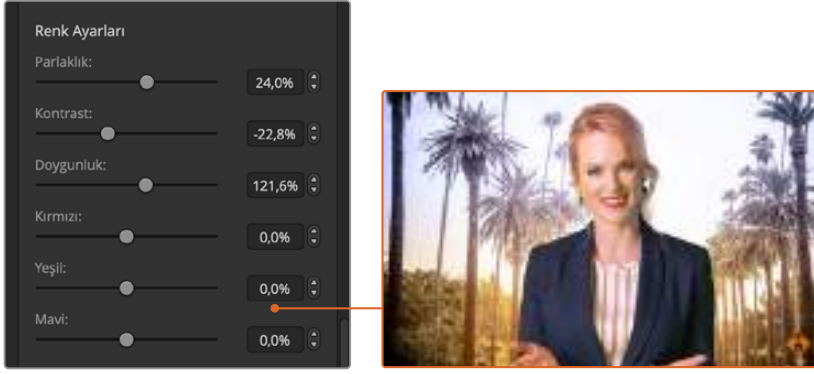 Renk Ayarları
Parlaklık:
24,0%
Kontrast:
-22,8%
Doygunluk:
121,6%
Kırmızı:
0,0%
Yeşil:
0,0%
Mavi:
0,0%